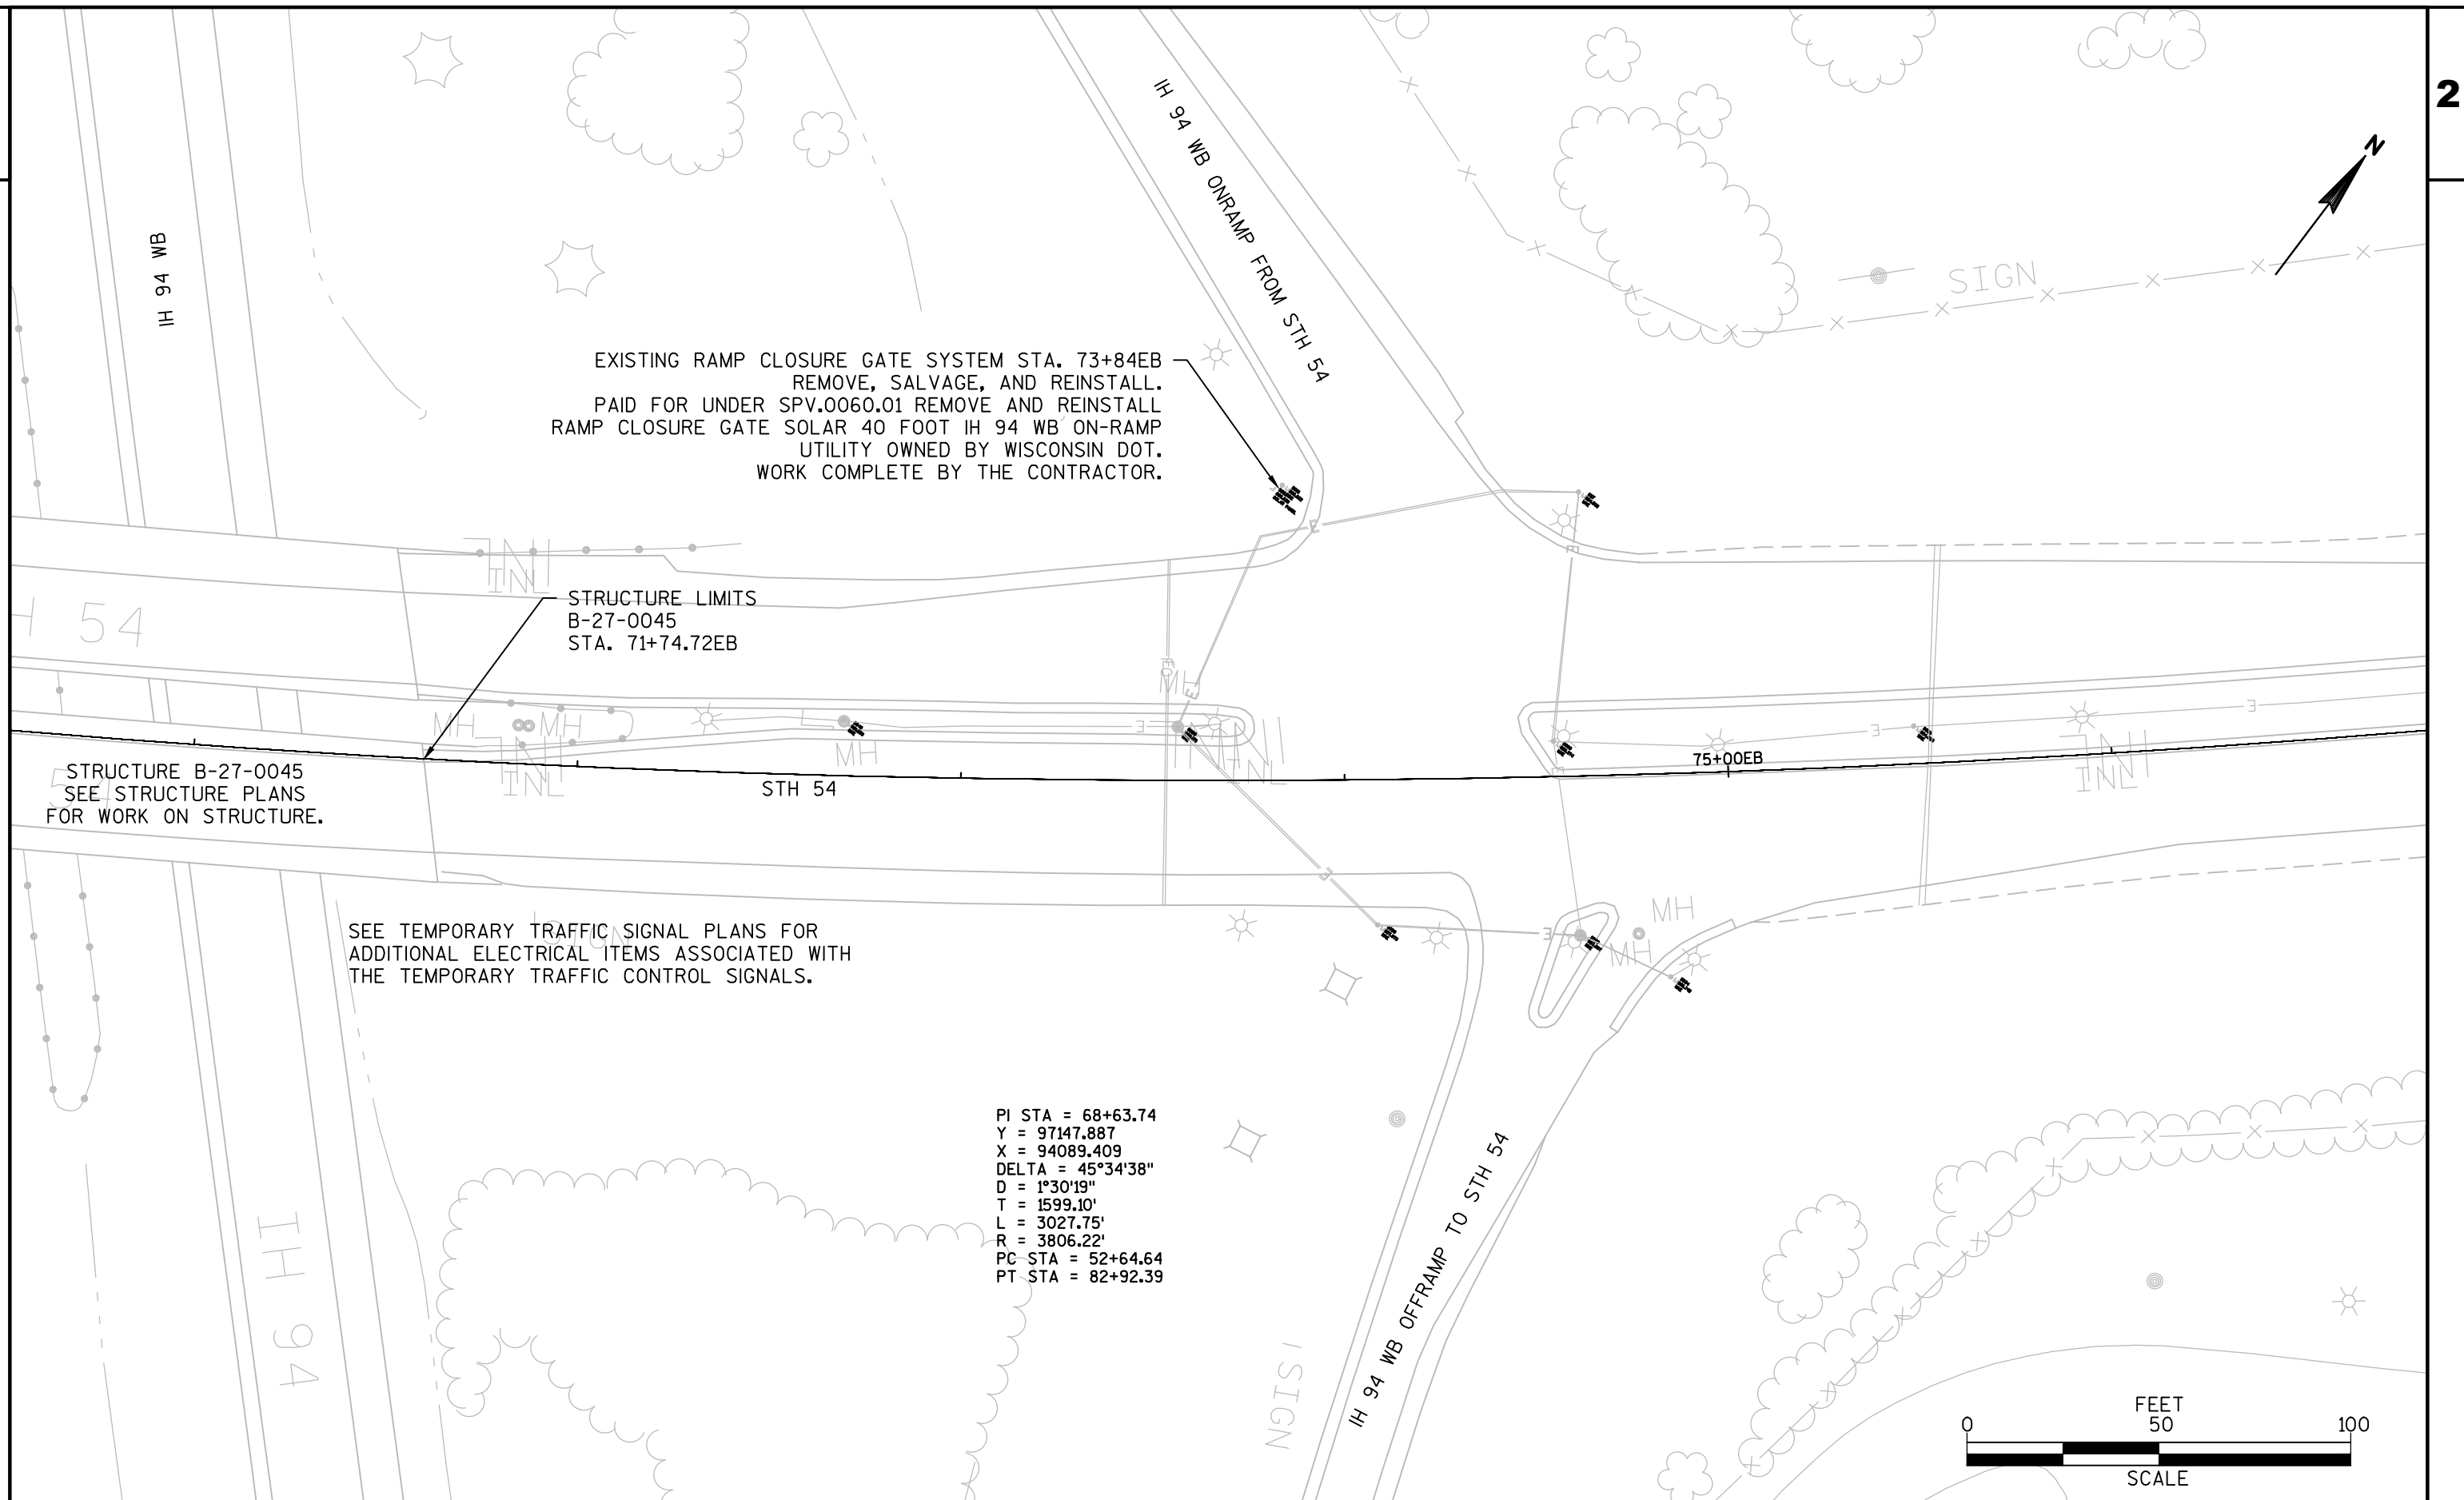 2
N
IH 94 WB
IH 94 WB ONRAMP FROM STH 54
SIGN
EXISTING RAMP CLOSURE GATE SYSTEM STA. 73+84EB
REMOVE, SALVAGE, AND REINSTALL.
PAID FOR UNDER SPV.0060.01 REMOVE AND REINSTALL
RAMP CLOSURE GATE SOLAR 40 FOOT IH 94 WB ON-RAMP
UTILITY OWNED BY WISCONSIN DOT.
WORK COMPLETE BY THE CONTRACTOR.
INL
H 54
STRUCTURE LIMITS
B-27-0045
STA. 71+74.72EB
MH
MH
MH
MH
INL
INL
INL
E
E
E
E
E
E
E
75+00EB
STRUCTURE B-27-0045
SEE STRUCTURE PLANS
FOR WORK ON STRUCTURE.
STH 54
MH
MH
SEE TEMPORARY TRAFFIC SIGNAL PLANS FOR
ADDITIONAL ELECTRICAL ITEMS ASSOCIATED WITH
THE TEMPORARY TRAFFIC CONTROL SIGNALS.
SIGN
PI STA = 68+63.74
Y = 97147.887
X = 94089.409
DELTA = 45°34'38"
D = 1°30'19"
T = 1599.10'
L = 3027.75'
R = 3806.22'
PC STA = 52+64.64
PT STA = 82+92.39
IH 94
SIGN
IH 94 WB OFFRAMP TO STH 54
FEET
0 50 100
SCALE